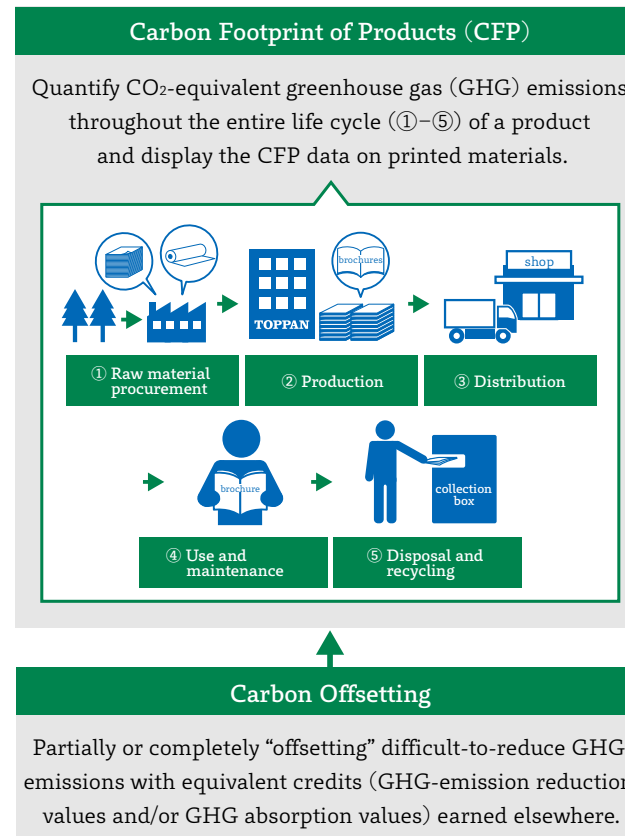 Carbon Footprint of Products (CFP)
Quantify CO₂-equivalent greenhouse gas (GHG) emissions
throughout the entire life cycle (①–⑤) of a product
and display the CFP data on printed materials.
brochures
shop
TOPPAN
① Raw material
procurement
② Production
③ Distribution
brochure
collection
box
④ Use and
maintenance
⑤ Disposal and
recycling
Carbon Offsetting
Partially or completely “offsetting” difficult-to-reduce GHG
emissions with equivalent credits (GHG-emission reduction
values and/or GHG absorption values) earned elsewhere.